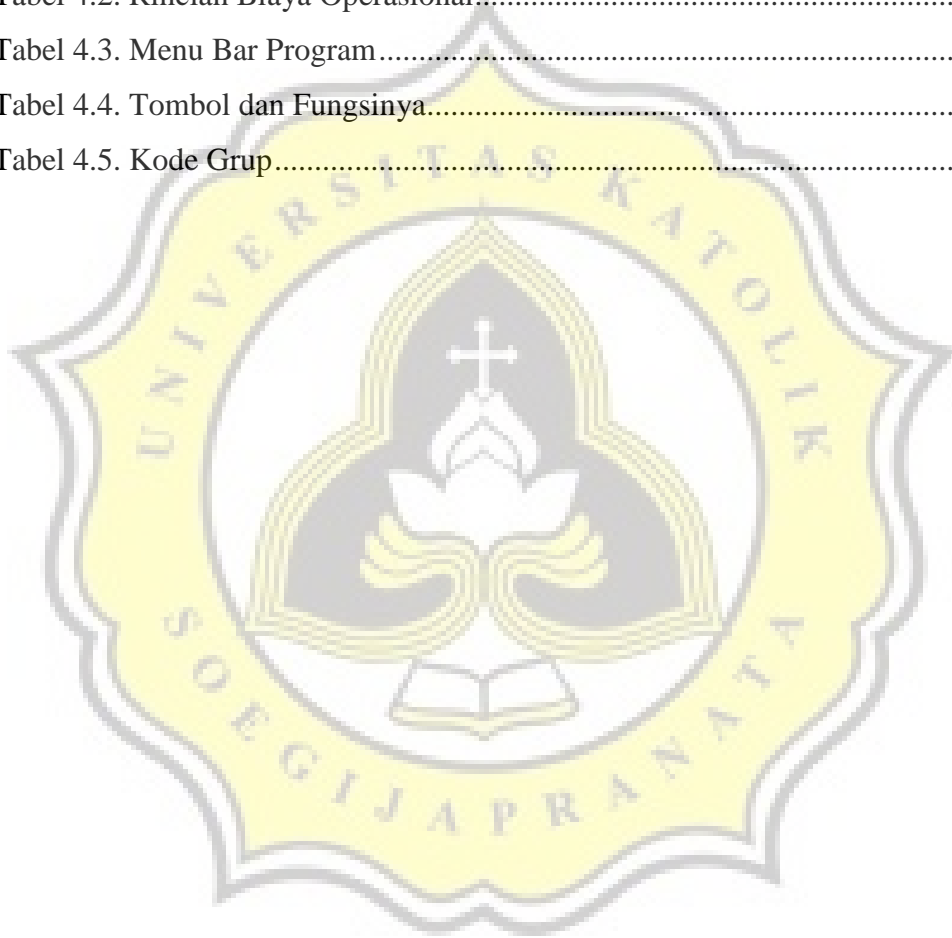 Tabel 4.2. Rincian Biaya Operasional..........................................................
Tabel 4.3. Menu Bar Program......................................................................
Tabel 4.4. Tombol dan Fungsinya................................................................
Tabel 4.5. Kode Grup...................................................................................
UNIVERSITAS KATOLIK
SOEGIJAPRANATA